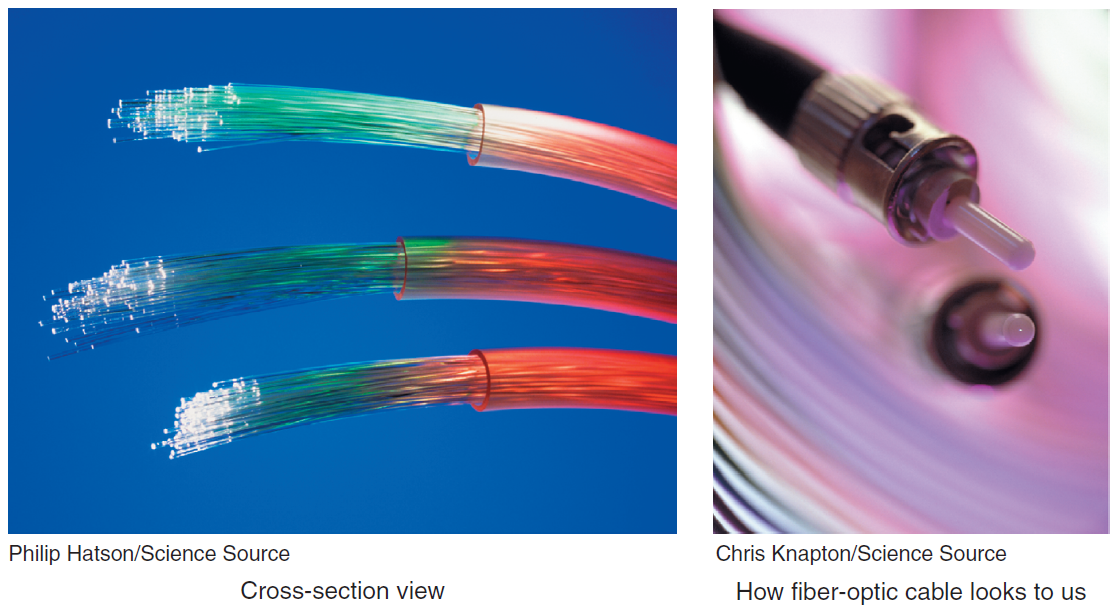 Philip Hatson/Science Source
Chris Knapton/Science Source
Cross-section view
How fiber-optic cable looks to us